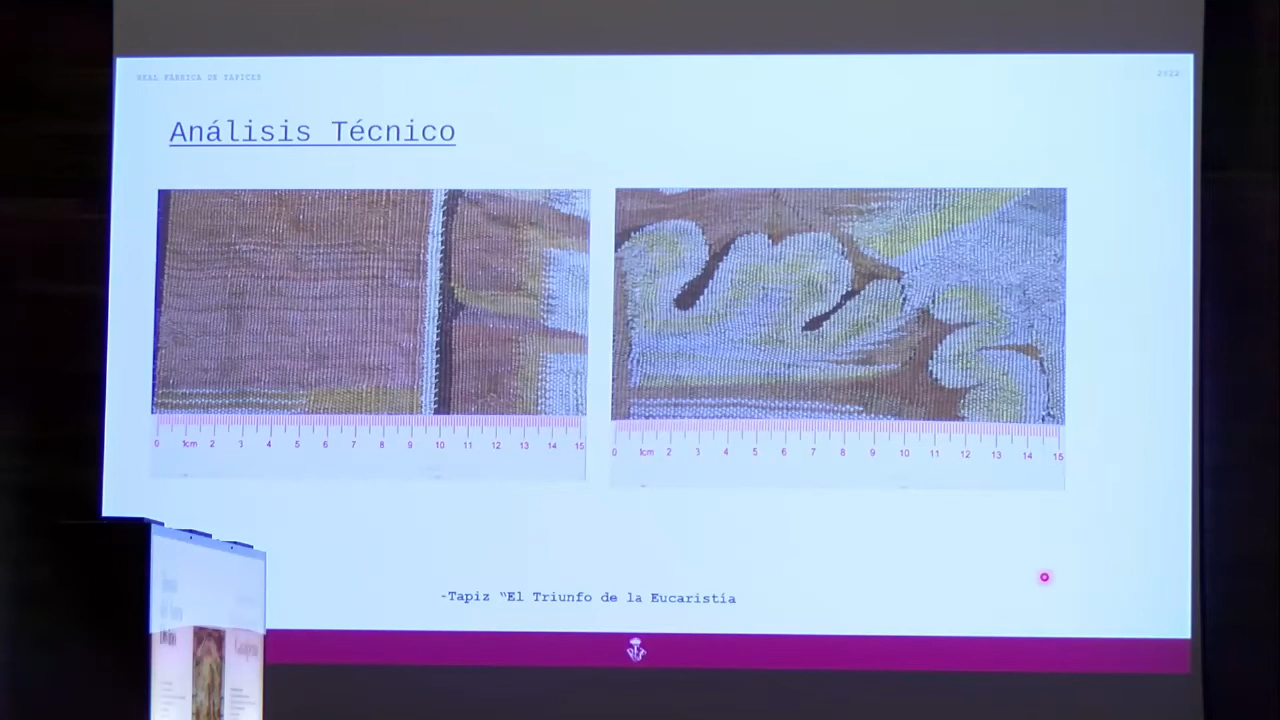 REAL FÁBRICA DE TAPICES
2022
Análisis Técnico
0 1cm 2 3 4 5 6 7 8 9 10 11 12 13 14 15
0 1cm 2 3 4 5 6 7 8 9 10 11 12 13 14 15
-Tapiz “El Triunfo de la Eucaristía